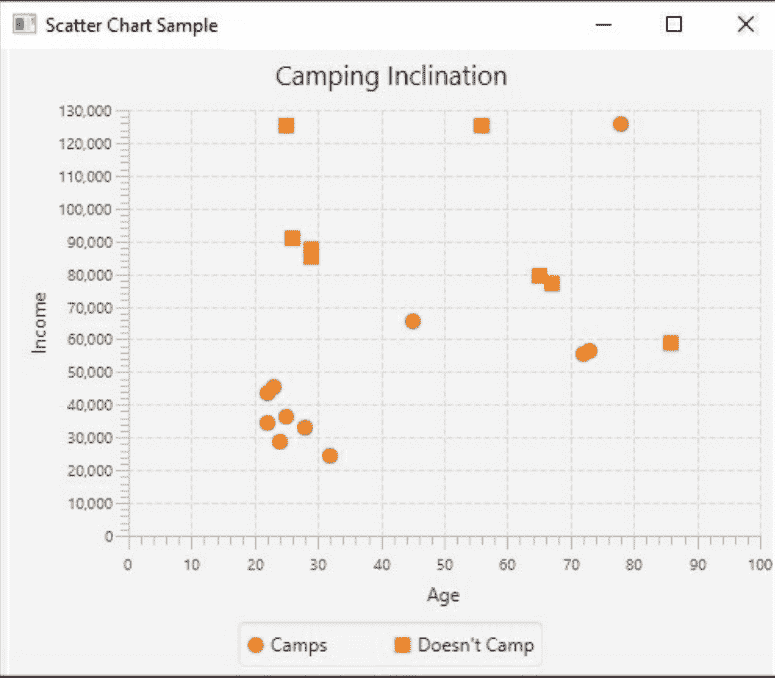 Scatter Chart Sample
Camping Inclination
130,000
120,000
110,000
100,000
90,000
80,000
70,000
60,000
50,000
40,000
30,000
20,000
10,000
0
Income
0 10 20 30 40 50 60 70 80 90 100
Age
Camps Doesn't Camp